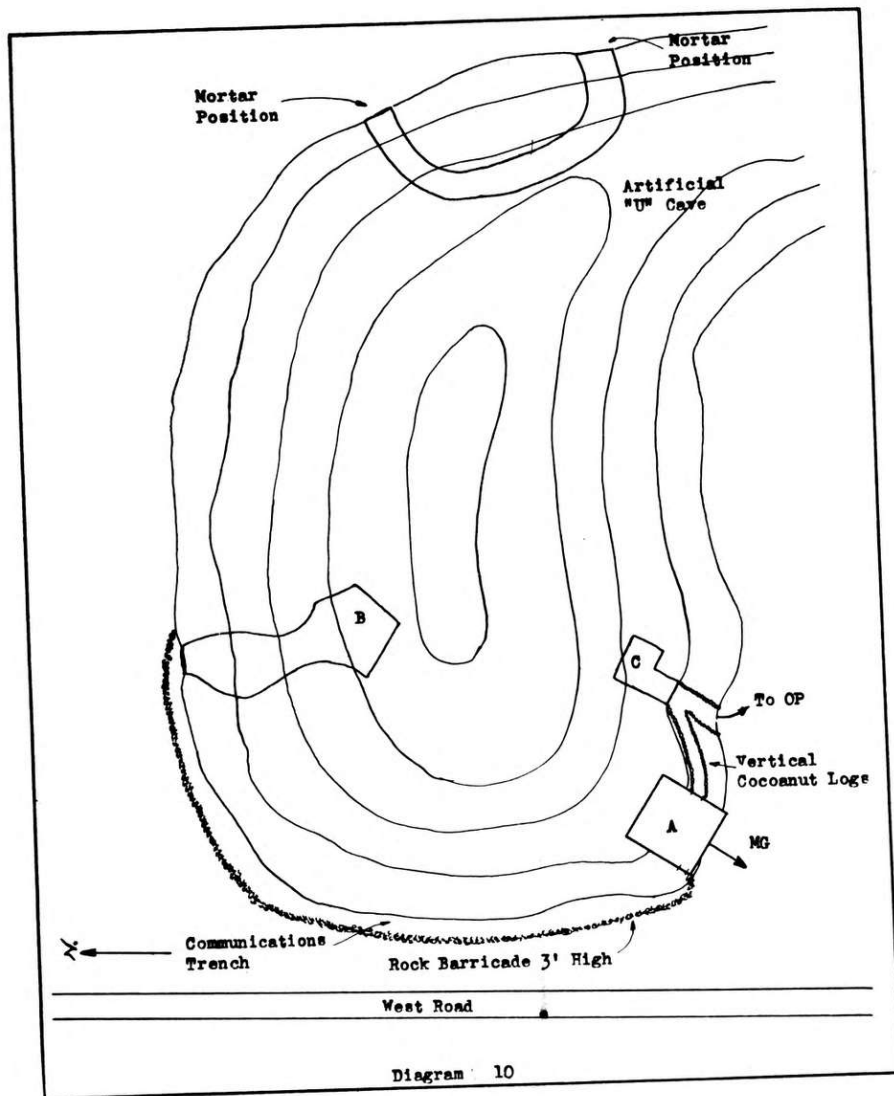 Mortar
Position
Mortar
Position
Artificial
"U" Cave
B
C
To OP
Vertical
Cocoanut Logs
A
MG
N.
Communications
Trench
Rock Barricade 3' High
West Road
Diagram 10